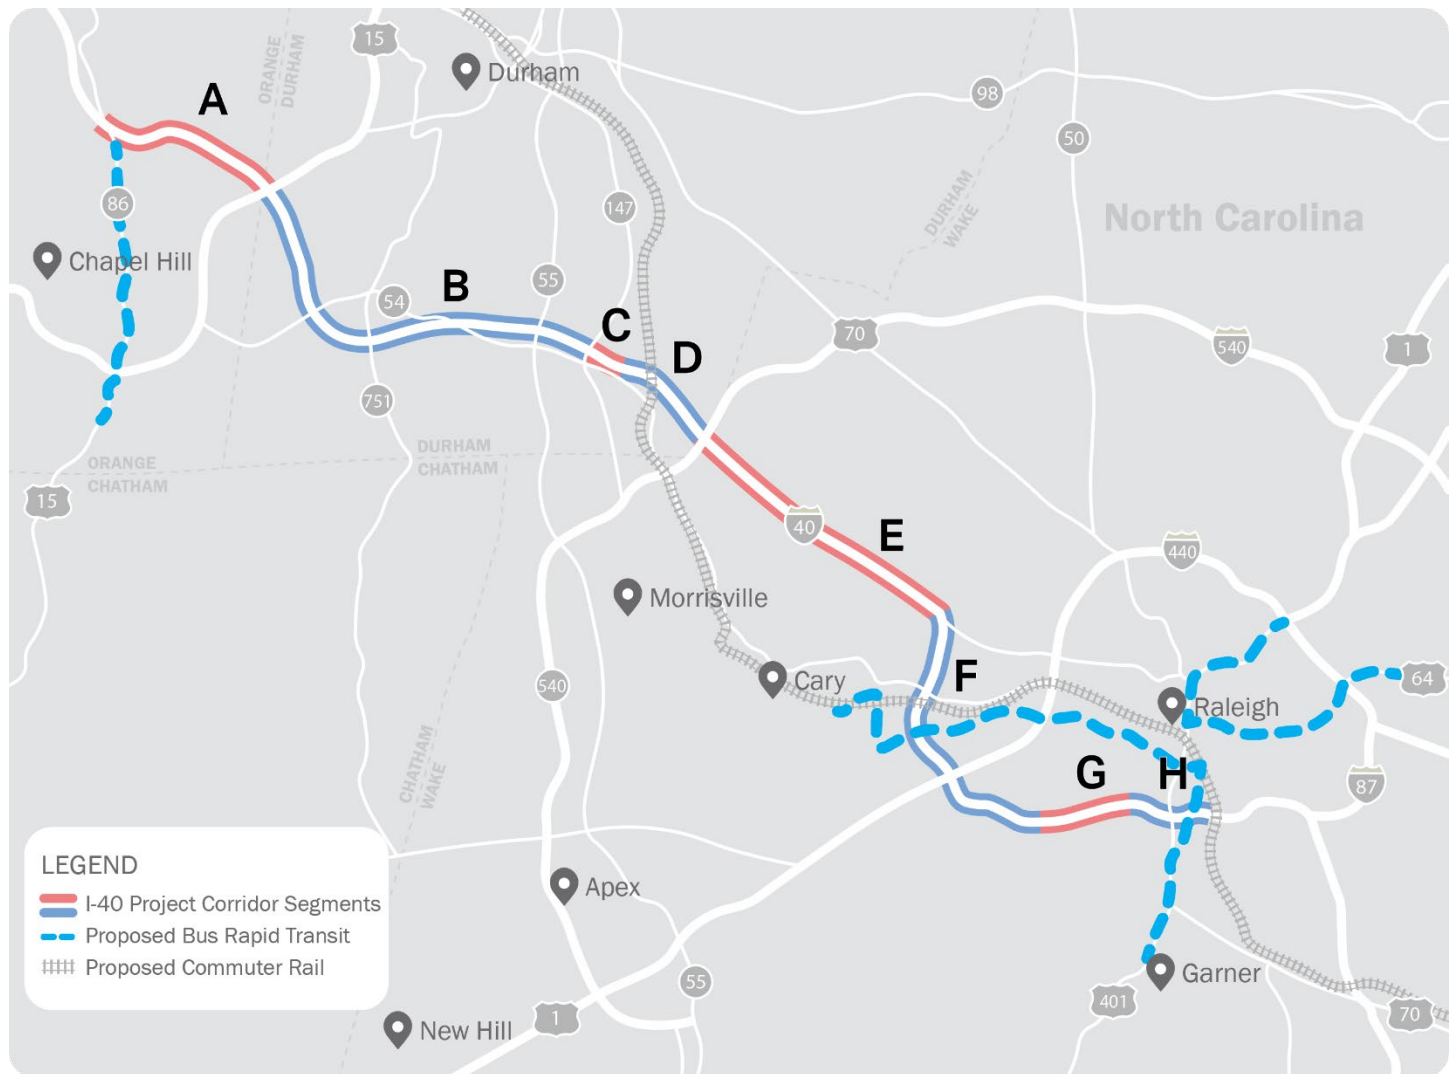 15
ORANGE
DURHAM
Durham
A
98
50
86
147
DURHAM
WAKE
North Carolina
Chapel Hill
55
54
B
C
D
70
540
1
751
DURHAM
CHATHAM
ORANGE
CHATHAM
15
40
E
440
Morrisville
F
Cary
540
64
Raleigh
CHATHAM
WAKE
G
H
87
LEGEND
I-40 Project Corridor Segments
Proposed Bus Rapid Transit
Proposed Commuter Rail
Apex
Garner
55
401
1
70
New Hill